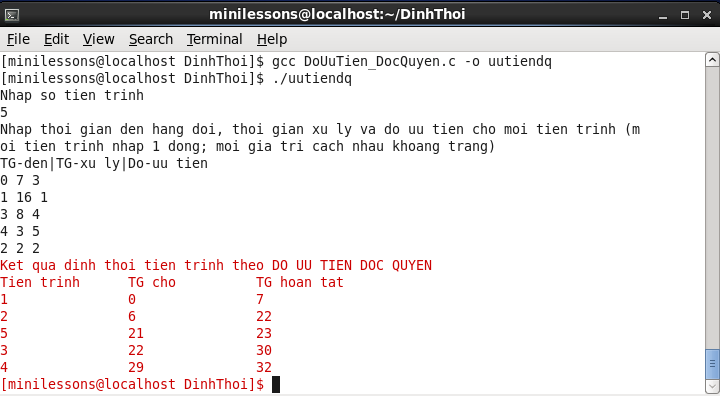 minilessons@localhost:~/DinhThoi
File Edit View Search Terminal Help
[minilessons@localhost DinhThoi]$ gcc DoUuTien_DocQuyen.c -o uutiendq
[minilessons@localhost DinhThoi]$ ./uutiendq
Nhap so tien trinh
5
Nhap thoi gian den hang doi, thoi gian xu ly va do uu tien cho moi tien trinh (m
oi tien trinh nhap 1 dong; moi gia tri cach nhau khoang trang)
TG-den|TG-xu ly|Do-uu tien
0 7 3
1 16 1
3 8 4
4 3 5
2 2 2
Ket qua dinh thoi tien trinh theo DO UU TIEN DOC QUYEN
Tien trinh TG cho TG hoan tat
1 0 7
2 6 22
5 21 23
3 22 30
4 29 32
[minilessons@localhost DinhThoi]$